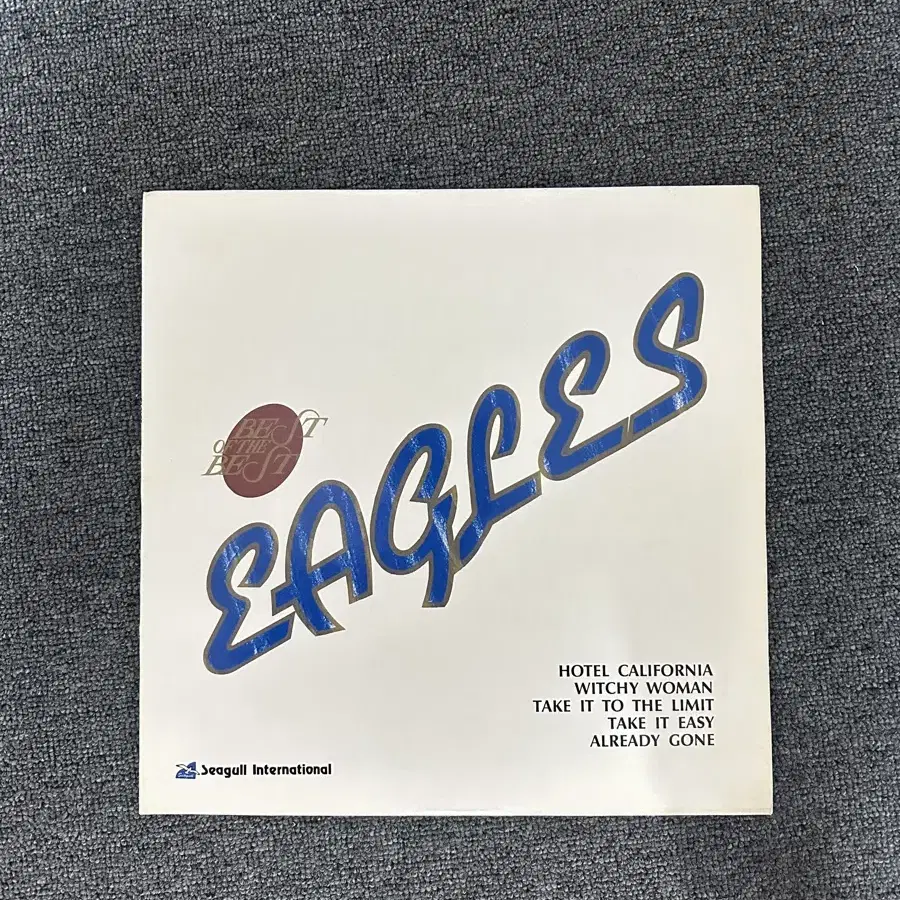 BEST
OF THE
BEST
EAGLES
HOTEL CALIFORNIA
WITCHY WOMAN
TAKE IT TO THE LIMIT
TAKE IT EASY
ALREADY GONE
Seagull International